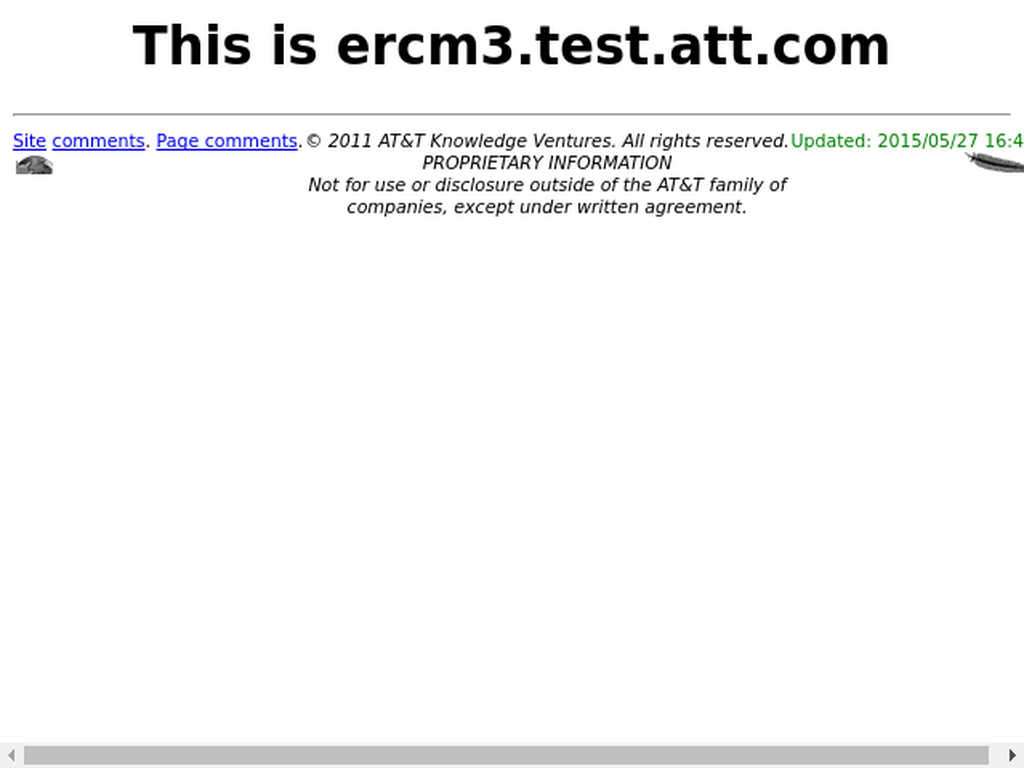 This is ercm3.test.att.com
Site comments. Page comments. © 2011 AT&T Knowledge Ventures. All rights reserved. Updated: 2015/05/27 16:4
PROPRIETARY INFORMATION
Not for use or disclosure outside of the AT&T family of
companies, except under written agreement.